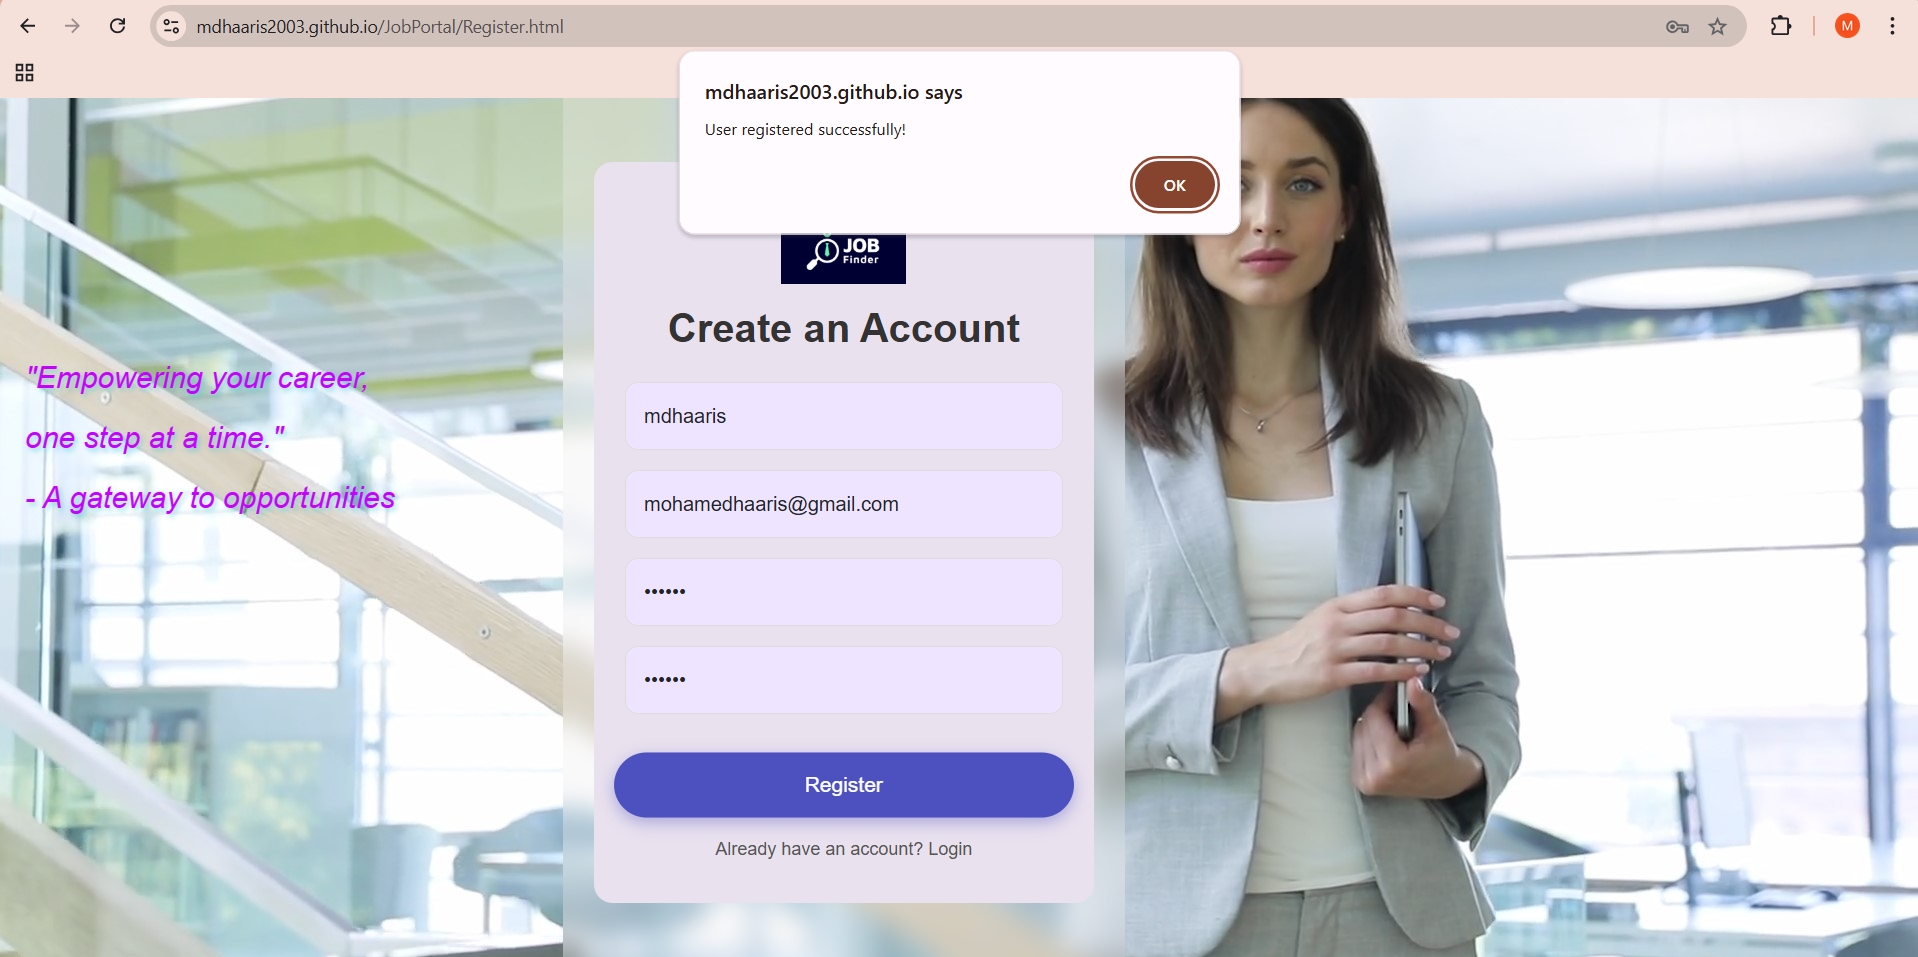 mdhaaris2003.github.io/JobPortal/Register.html
M
mdhaaris2003.github.io says
User registered successfully!
OK
JOB
Finder
Create an Account
"Empowering your career,
one step at a time."
- A gateway to opportunities
mdhaaris
mohamedhaaris@gmail.com
••••••
••••••
Register
Already have an account? Login